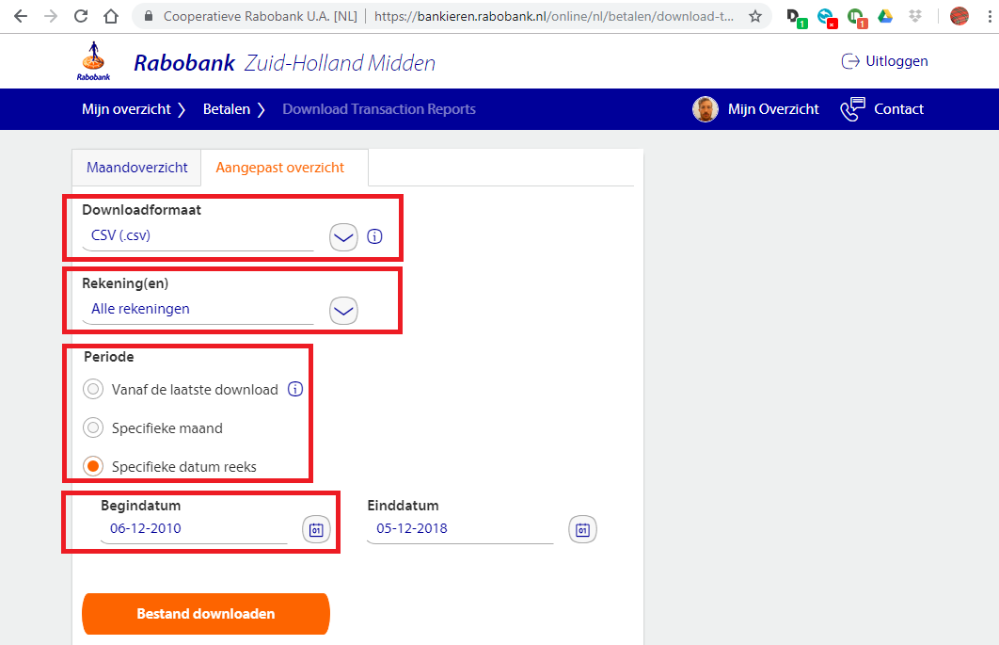 Cooperatieve Rabobank U.A. [NL] https://bankieren.rabobank.nl/online/nl/betalen/download-t...
1 1
Rabobank
Rabobank Zuid-Holland Midden
Uitloggen
Mijn overzicht Betalen Download Transaction Reports Mijn Overzicht Contact
Maandoverzicht Aangepast overzicht
Downloadformaat
CSV (.csv)
Rekening(en)
Alle rekeningen
Periode
Vanaf de laatste download
Specifieke maand
Specifieke datum reeks
Begindatum Einddatum
06-12-2010 01 05-12-2018 01
Bestand downloaden